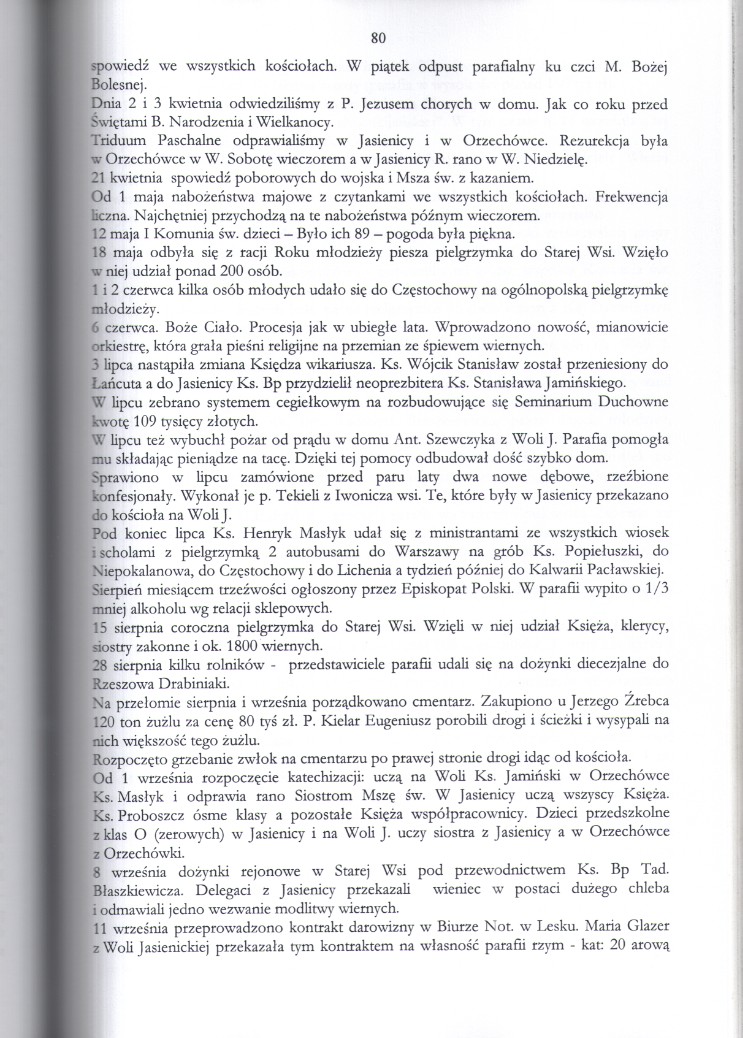 80
spowiedź we wszystkich kościołach. W piątek odpust parafialny ku czci M. Bożej
Bolesnej.
Dnia 2 i 3 kwietnia odwiedziliśmy z P. Jezusem chorych w domu. Jak co roku przed
Świętami B. Narodzenia i Wielkanocy.
Triduum Paschalne odprawialiśmy w Jasienicy i w Orzechówce. Rezurekcja była
w Orzechówce w W. Sobotę wieczorem a w Jasienicy R. rano w W. Niedzielę.
21 kwietnia spowiedź poborowych do wojska i Msza św. z kazaniem.
Od 1 maja nabożeństwa majowe z czytankami we wszystkich kościołach. Frekwencja
liczna. Najchętniej przychodzą na te nabożeństwa późnym wieczorem.
12 maja I Komunia św. dzieci – Było ich 89 – pogoda była piękna.
18 maja odbyła się z racji Roku młodzieży piesza pielgrzymka do Starej Wsi. Wzięło
w niej udział ponad 200 osób.
1 i 2 czerwca kilka osób młodych udało się do Częstochowy na ogólnopolską pielgrzymkę
młodzieży.
6 czerwca. Boże Ciało. Procesja jak w ubiegłe lata. Wprowadzono nowość, mianowicie
orkiestrę, która grała pieśni religijne na przemian ze śpiewem wiernych.
3 lipca nastąpiła zmiana Księdza wikariusza. Ks. Wójcik Stanisław został przeniesiony do
Łańcuta a do Jasienicy Ks. Bp przydzielił neoprezbitera Ks. Stanisława Jamińskiego.
W lipcu zebrano systemem cegiełkowym na rozbudowujące się Seminarium Duchowne
kwotę 109 tysięcy złotych.
W lipcu też wybuchł pożar od prądu w domu Ant. Szewczyka z Woli J. Parafia pomogła
mu składając pieniądze na tacę. Dzięki tej pomocy odbudował dość szybko dom.
Sprawiono w lipcu zamówione przed paru laty dwa nowe dębowe, rzeźbione
konfesjonały. Wykonał je p. Tekieli z Iwonicza wsi. Te, które były w Jasienicy przekazano
do kościoła na Woli J.
Pod koniec lipca Ks. Henryk Masłyk udał się z ministrantami ze wszystkich wiosek
i scholami z pielgrzymką 2 autobusami do Warszawy na grób Ks. Popiełuszki, do
Niepokalanowa, do Częstochowy i do Lichenia a tydzień później do Kalwarii Pacławskiej.
Sierpień miesiącem trzeźwości ogłoszony przez Episkopat Polski. W parafii wypito o 1/3
mniej alkoholu wg relacji sklepowych.
15 sierpnia coroczna pielgrzymka do Starej Wsi. Wzięli w niej udział Księża, klerycy,
siostry zakonne i ok. 1800 wiernych.
28 sierpnia kilku rolników - przedstawiciele parafii udali się na dożynki diecezjalne do
Rzeszowa Drabiniaki.
Na przełomie sierpnia i września porządkowano cmentarz. Zakupiono u Jerzego Źrebca
120 ton żużlu za cenę 80 tyś zł. P. Kielar Eugeniusz porobili drogi i ścieżki i wysypali na
nich większość tego żużlu.
Rozpoczęto grzebanie zwłok na cmentarzu po prawej stronie drogi idąc od kościoła.
Od 1 września rozpoczęcie katechizacji: uczą na Woli Ks. Jamiński w Orzechówce
Ks. Masłyk i odprawia rano Siostrom Mszę św. W Jasienicy uczą wszyscy Księża.
Ks. Proboszcz ósme klasy a pozostałe Księża współpracownicy. Dzieci przedszkolne
z klas O (zerowych) w Jasienicy i na Woli J. uczy siostra z Jasienicy a w Orzechówce
z Orzechówki.
8 września dożynki rejonowe w Starej Wsi pod przewodnictwem Ks. Bp Tad.
Błaszkiewicza. Delegaci z Jasienicy przekazali wieniec w postaci dużego chleba
i odmawiali jedno wezwanie modlitwy wiernych.
11 września przeprowadzono kontrakt darowizny w Biurze Not. w Lesku. Maria Glazer
z Woli Jasienickiej przekazała tym kontraktem na własność parafii rzym - kat: 20 arową